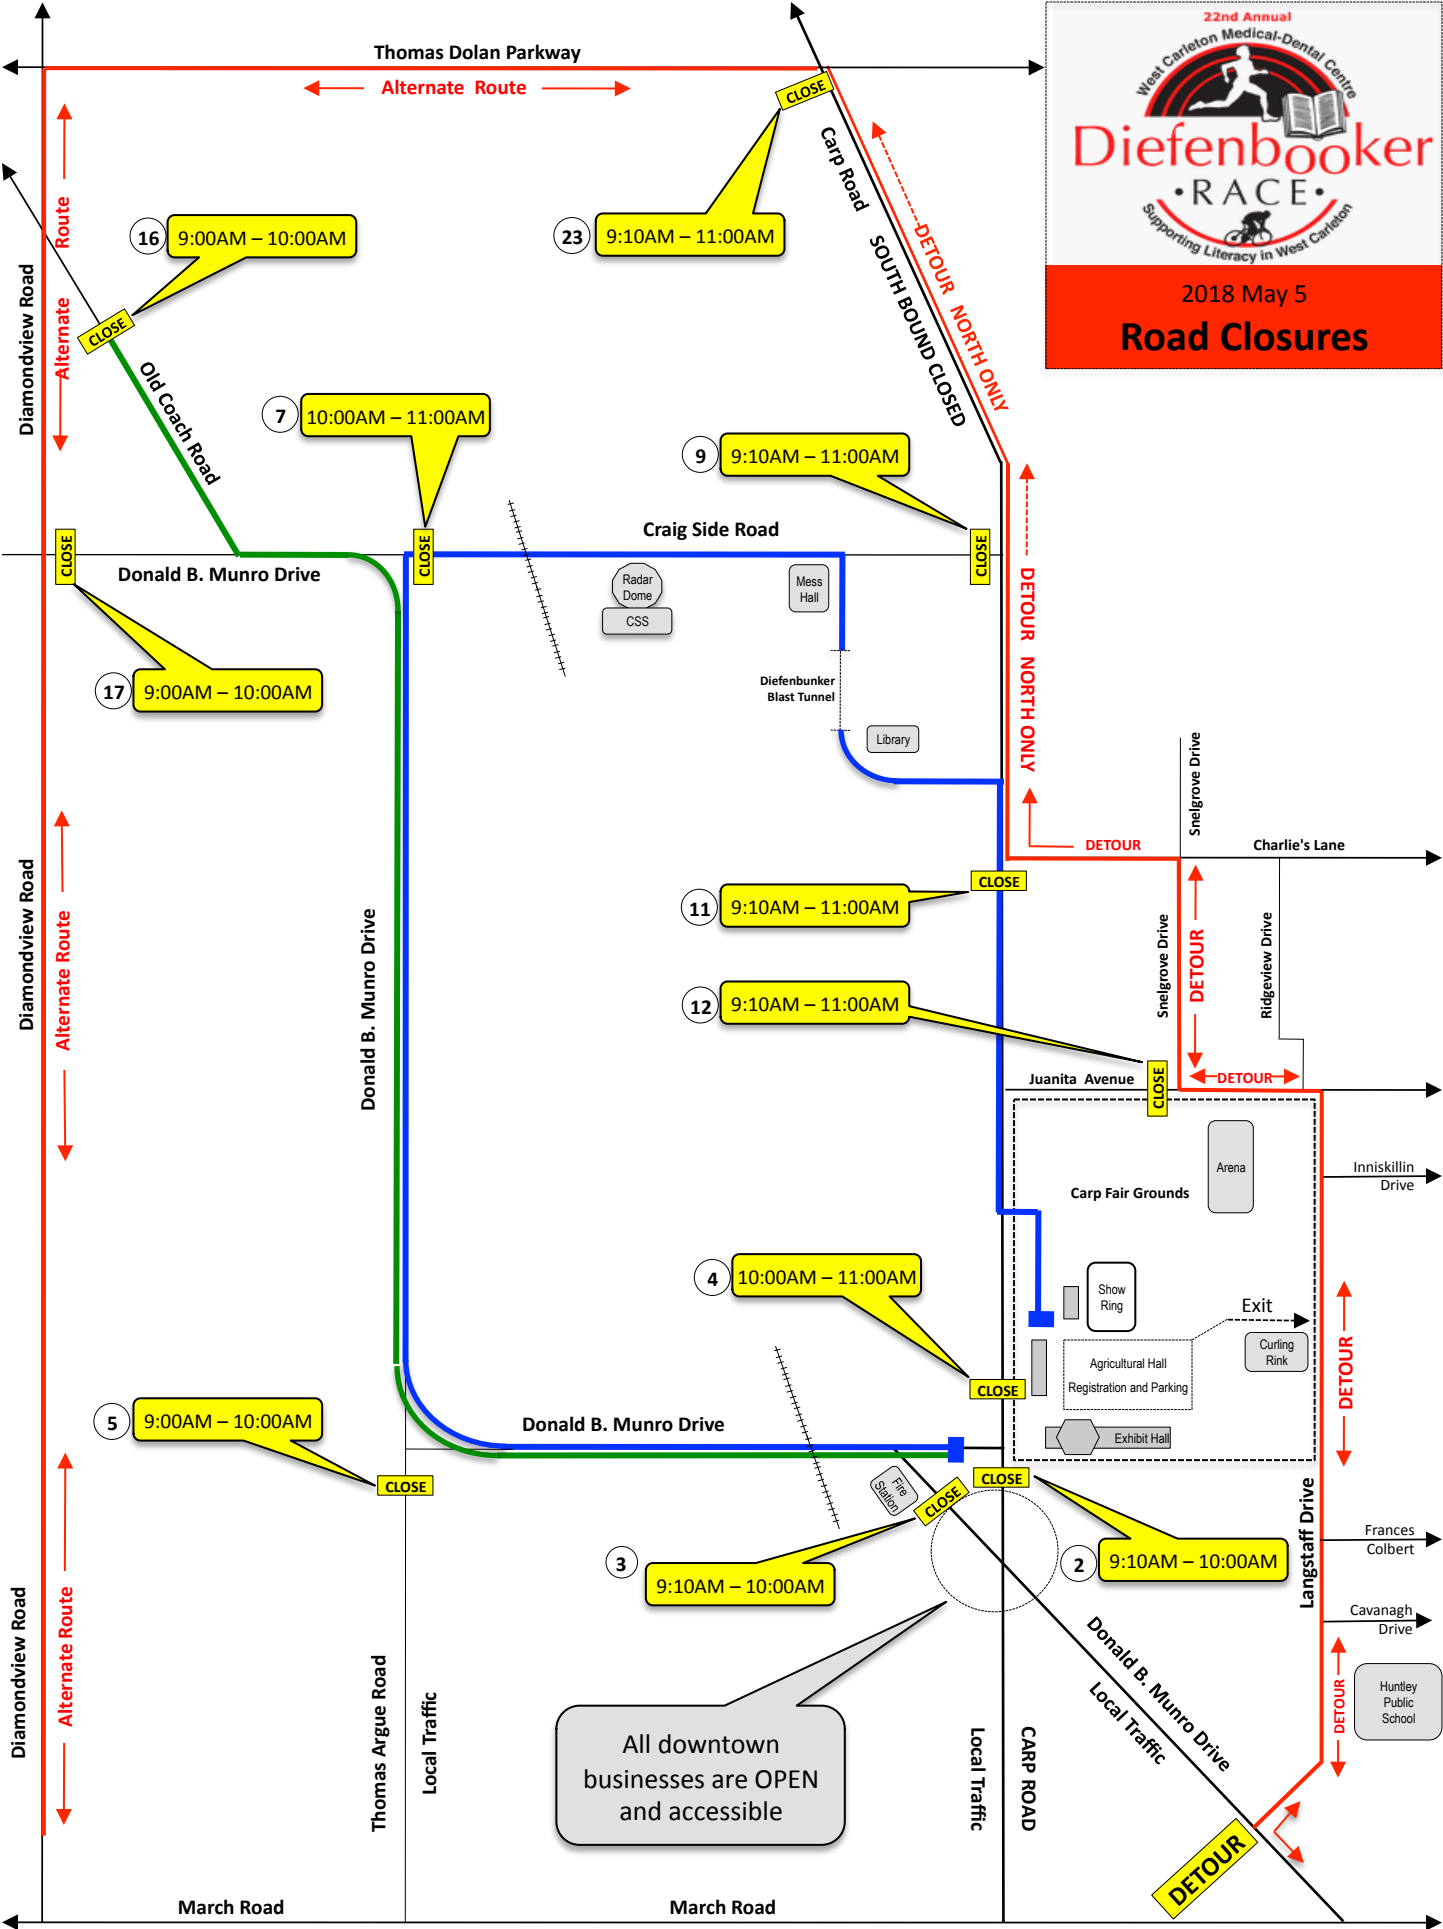 22nd Annual
West Carleton Medical-Dental Centre
Diefenbooker
•RACE•
Supporting Literacy in West Carleton
2018 May 5
Road Closures
Thomas Dolan Parkway
Alternate Route
CLOSE
Carp Road
SOUTH BOUND CLOSED
DETOUR NORTH ONLY
Alternate Route
Diamondview Road
16
9:00AM – 10:00AM
23
9:10AM – 11:00AM
CLOSE
Old Coach Road
7
10:00AM – 11:00AM
9
9:10AM – 11:00AM
Craig Side Road
CLOSE
CLOSE
CLOSE
Donald B. Munro Drive
Radar
Dome
CSS
Mess
Hall
DETOUR NORTH ONLY
17
9:00AM – 10:00AM
Diefenbunker
Blast Tunnel
Library
Snelgrove Drive
DETOUR
Charlie's Lane
Diamondview Road
Alternate Route
Donald B. Munro Drive
CLOSE
11
9:10AM – 11:00AM
Snelgrove Drive
DETOUR
Ridgeview Drive
12
9:10AM – 11:00AM
Juanita Avenue
CLOSE
DETOUR
Arena
Carp Fair Grounds
Inniskillin
Drive
4
10:00AM – 11:00AM
Show
Ring
Exit
Curling
Rink
Agricultural Hall
Registration and Parking
CLOSE
DETOUR
5
9:00AM – 10:00AM
Donald B. Munro Drive
Exhibit Hall
CLOSE
Fire
Station
CLOSE
CLOSE
Langstaff Drive
3
9:10AM – 10:00AM
2
9:10AM – 10:00AM
Frances
Colbert
Cavanagh
Drive
Diamondview Road
Alternate Route
Thomas Argue Road
Local Traffic
All downtown
businesses are OPEN
and accessible
Local Traffic
CARP ROAD
Donald B. Munro Drive
Local Traffic
DETOUR
Huntley
Public
School
DETOUR
March Road
March Road